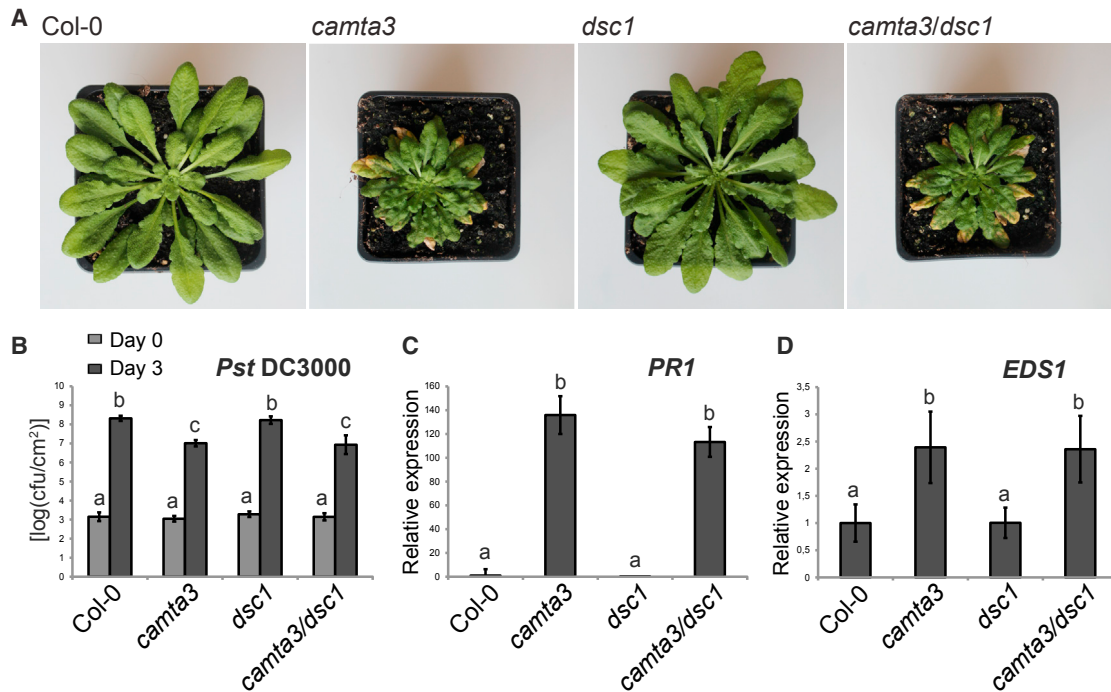 A
Col-0 camta3 dsc1 camta3/dsc1
B
Day 0
Day 3
Pst DC3000
[log(cfu/cm²)]
10
9
8
7
6
5
4
3
2
1
0
a b a c a b a c
Col-0 camta3 dsc1 camta3/dsc1
C
PR1
Relative expression
160
140
120
100
80
60
40
20
0
a b a b
Col-0 camta3 dsc1 camta3/dsc1
D
EDS1
Relative expression
3,5
3
2,5
2
1,5
1
0,5
0
a b a b
Col-0 camta3 dsc1 camta3/dsc1